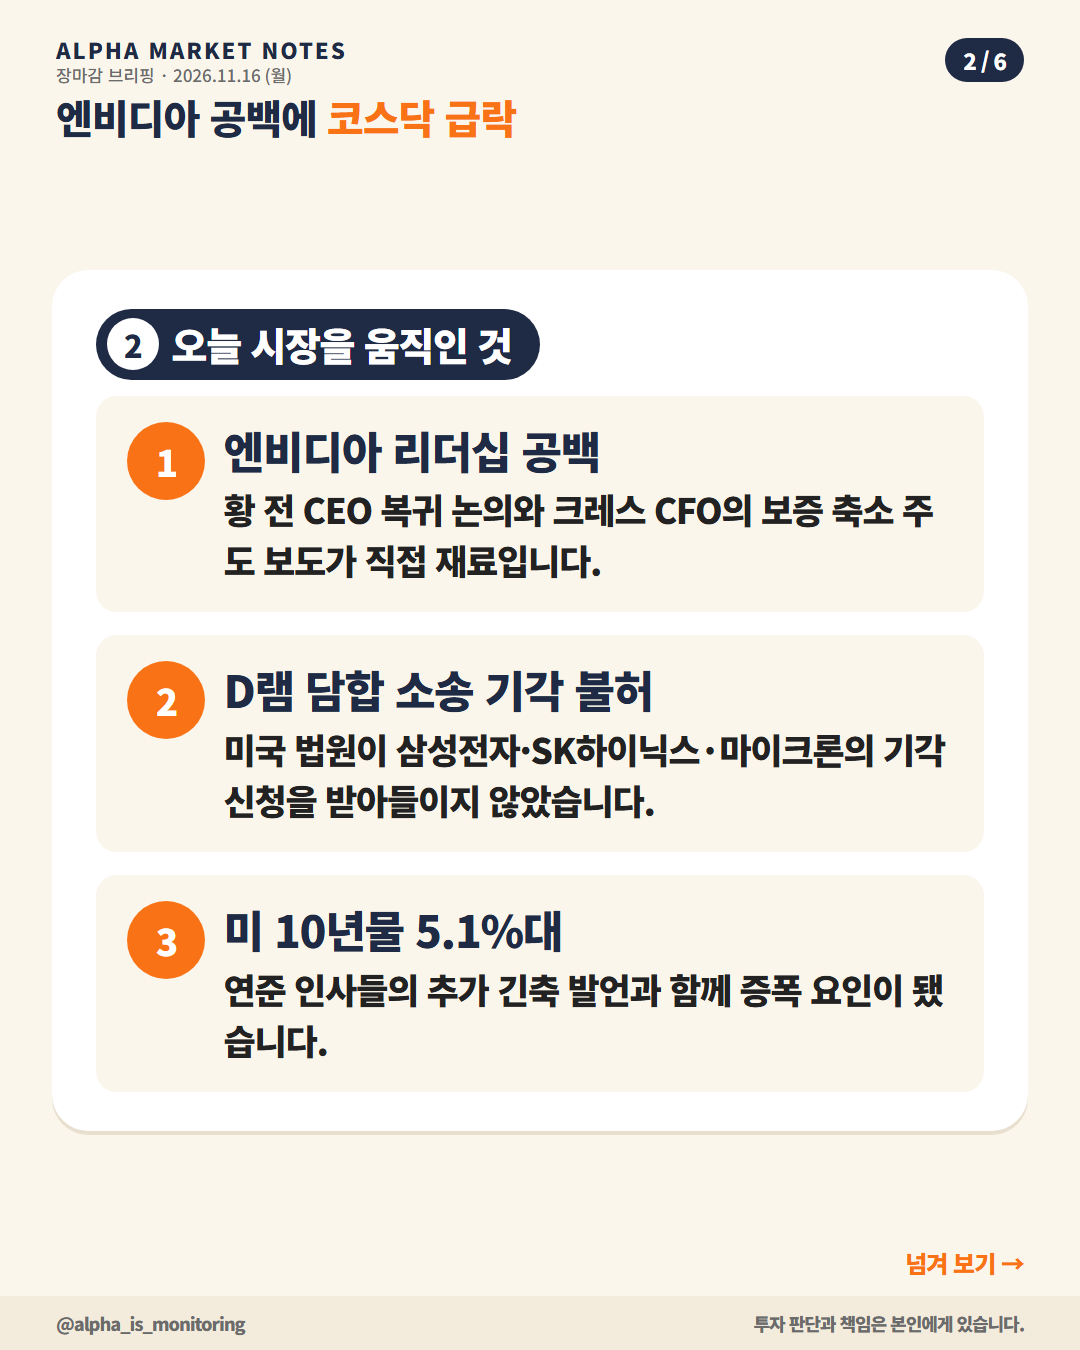 ALPHA MARKET NOTES
장마감 브리핑 · 2026.11.16 (월)
엔비디아 공백에 코스닥 급락
2 / 6
2 오늘 시장을 움직인 것
1 엔비디아 리더십 공백
황 전 CEO 복귀 논의와 크레스 CFO의 보증 축소 주
도 보도가 직접 재료입니다.
2 D램 담합 소송 기각 불허
미국 법원이 삼성전자·SK하이닉스·마이크론의 기각
신청을 받아들이지 않았습니다.
3 미 10년물 5.1%대
연준 인사들의 추가 긴축 발언과 함께 증폭 요인이 됐
습니다.
넘겨 보기 →
@alpha_is_monitoring
투자 판단과 책임은 본인에게 있습니다.